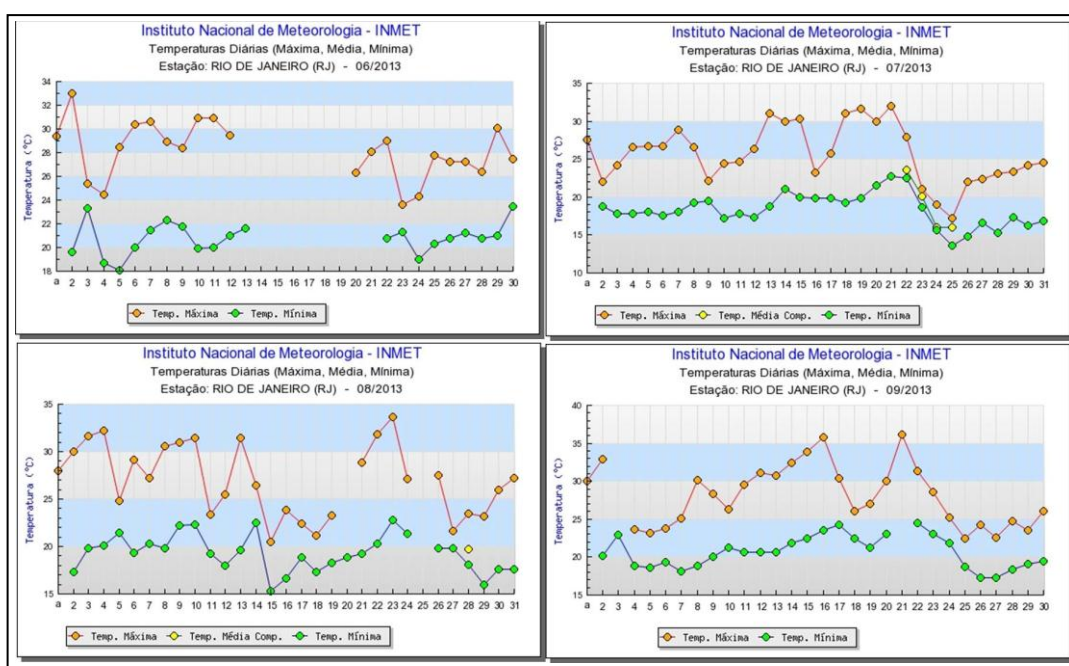 Instituto Nacional de Meteorologia - INMET
Temperaturas Diárias (Máxima, Média, Mínima)
Estação: RIO DE JANEIRO (RJ) - 06/2013
Temperatura (°C)
34
32
30
28
26
24
22
20
18
a 2 3 4 5 6 7 8 9 10 11 12 13 14 15 16 17 18 19 20 21 22 23 24 25 26 27 28 29 30
Temp. Máxima Temp. Mínima
Instituto Nacional de Meteorologia - INMET
Temperaturas Diárias (Máxima, Média, Mínima)
Estação: RIO DE JANEIRO (RJ) - 07/2013
Temperatura (°C)
35
30
25
20
15
10
a 2 3 4 5 6 7 8 9 10 11 12 13 14 15 16 17 18 19 20 21 22 23 24 25 26 27 28 29 30 31
Temp. Máxima Temp. Média Comp. Temp. Mínima
Instituto Nacional de Meteorologia - INMET
Temperaturas Diárias (Máxima, Média, Mínima)
Estação: RIO DE JANEIRO (RJ) - 08/2013
Temperatura (°C)
35
30
25
20
15
a 2 3 4 5 6 7 8 9 10 11 12 13 14 15 16 17 18 19 20 21 22 23 24 25 26 27 28 29 30 31
Temp. Máxima Temp. Média Comp. Temp. Mínima
Instituto Nacional de Meteorologia - INMET
Temperaturas Diárias (Máxima, Média, Mínima)
Estação: RIO DE JANEIRO (RJ) - 09/2013
Temperatura (°C)
40
35
30
25
20
15
a 2 3 4 5 6 7 8 9 10 11 12 13 14 15 16 17 18 19 20 21 22 23 24 25 26 27 28 29 30
Temp. Máxima Temp. Mínima